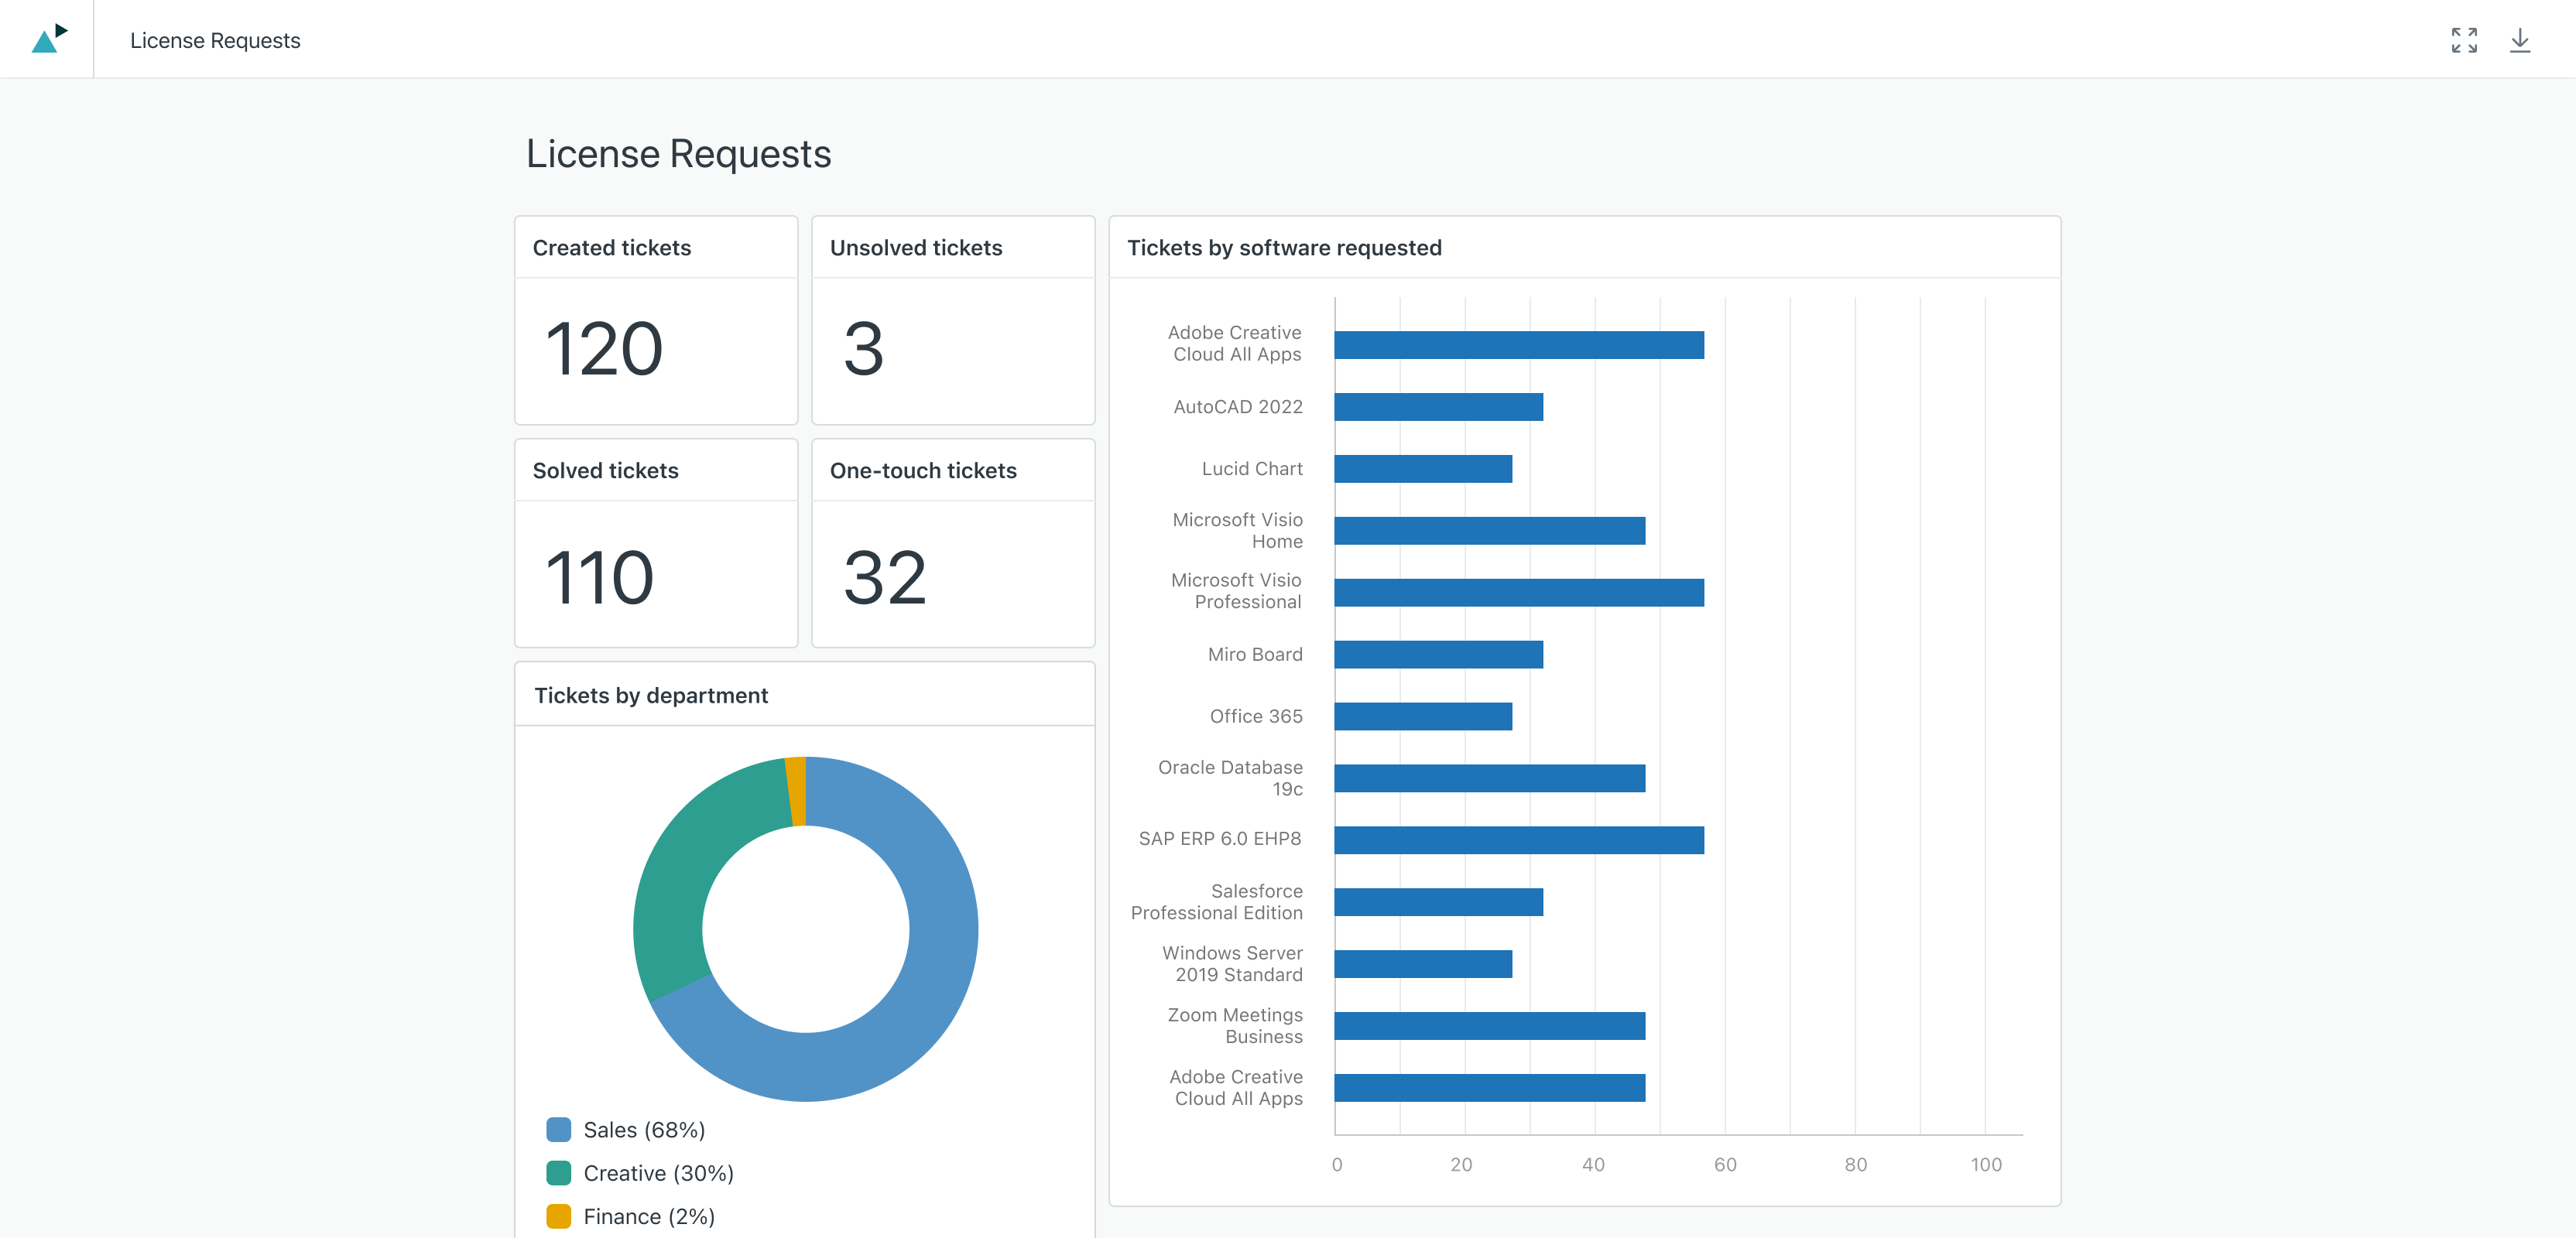 License Requests
License Requests
Created tickets
120
Unsolved tickets
3
Solved tickets
110
One-touch tickets
32
Tickets by department
Sales (68%)
Creative (30%)
Finance (2%)
Tickets by software requested
Adobe Creative
Cloud All Apps
AutoCAD 2022
Lucid Chart
Microsoft Visio
Home
Microsoft Visio
Professional
Miro Board
Office 365
Oracle Database
19c
SAP ERP 6.0 EHP8
Salesforce
Professional Edition
Windows Server
2019 Standard
Zoom Meetings
Business
Adobe Creative
Cloud All Apps
0 20 40 60 80 100